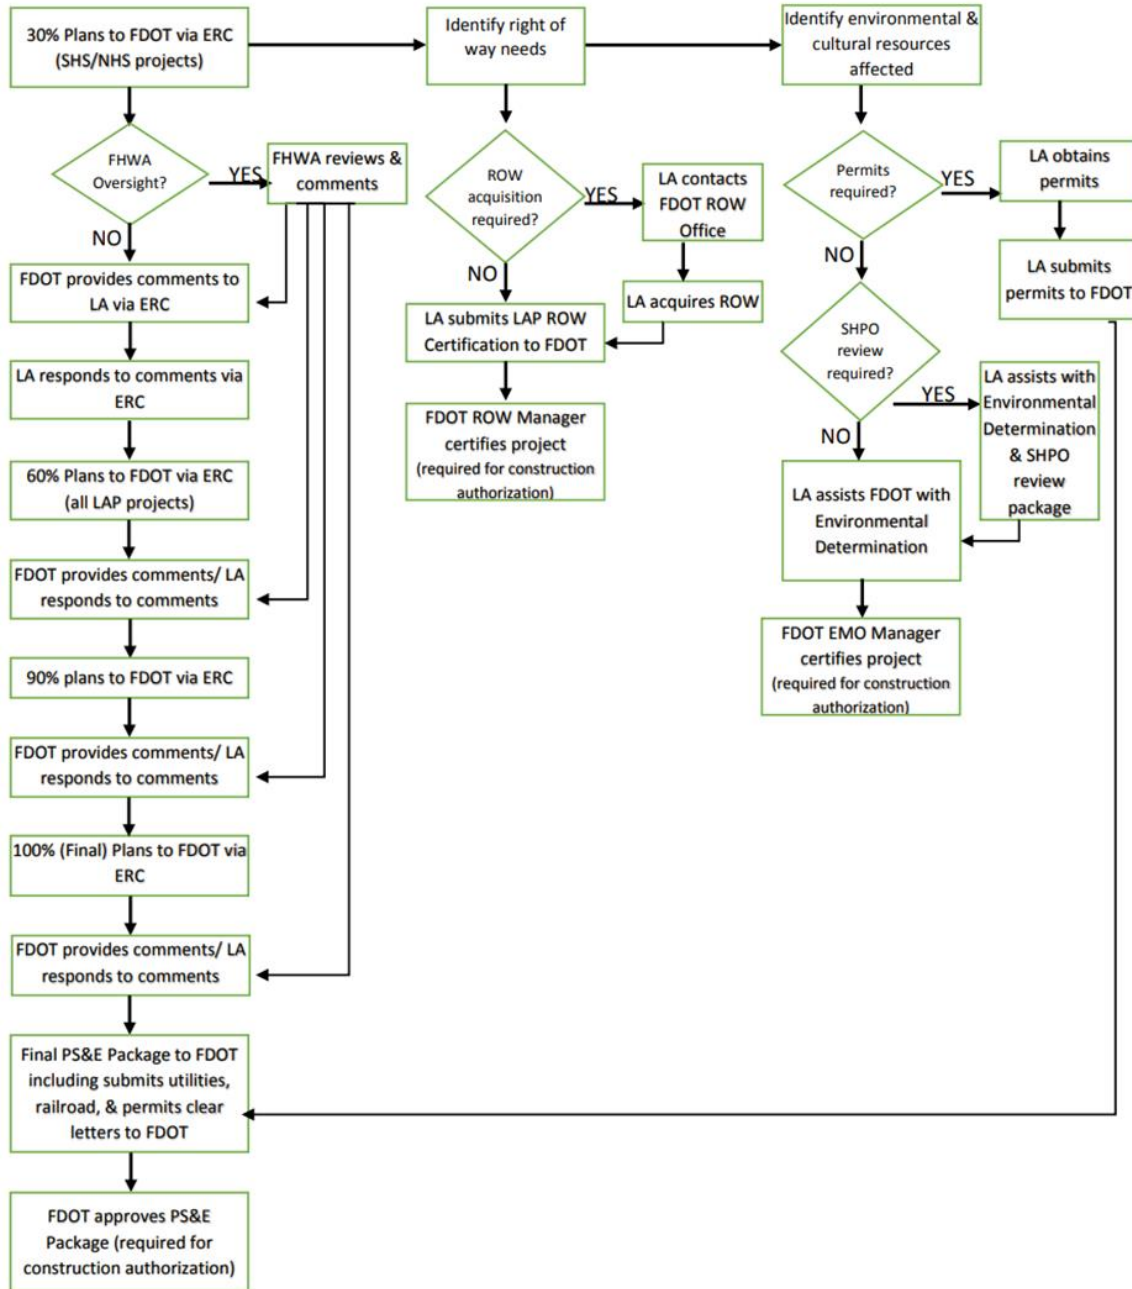 30% Plans to FDOT via ERC
(SHS/NHS projects)
Identify right of
way needs
Identify environmental &
cultural resources
affected
FHWA
Oversight?
YES
FHWA reviews &
comments
NO
ROW
acquisition
required?
YES
LA contacts
FDOT ROW
Office
NO
LA acquires ROW
Permits
required?
YES
LA obtains
permits
NO
LA submits
permits to FDOT
FDOT provides comments to
LA via ERC
LA submits LAP ROW
Certification to FDOT
SHPO
review
required?
YES
LA assists with
Environmental
Determination
& SHPO
review
package
NO
LA responds to comments via
ERC
FDOT ROW Manager
certifies project
(required for construction
authorization)
60% Plans to FDOT via ERC
(all LAP projects)
LA assists FDOT with
Environmental
Determination
FDOT provides comments/ LA
responds to comments
FDOT EMO Manager
certifies project
(required for construction
authorization)
90% plans to FDOT via ERC
FDOT provides comments/ LA
responds to comments
100% (Final) Plans to FDOT via
ERC
FDOT provides comments/ LA
responds to comments
Final PS&E Package to FDOT
including submits utilities,
railroad, & permits clear
letters to FDOT
FDOT approves PS&E
Package (required for
construction authorization)